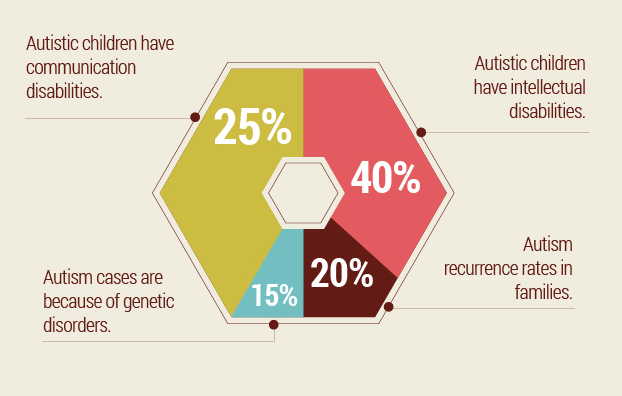 Autistic children have
communication
disabilities.
25%
Autistic children
have intellectual
disabilities.
40%
Autism cases are
because of genetic
disorders.
15%
20%
Autism
recurrence rates in
families.